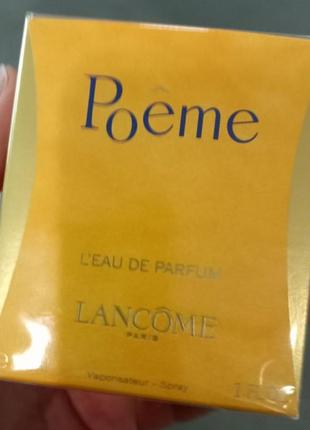 Poême
L'EAU DE PARFUM
LANCÔME
PARIS
Vaporisateur - Spray